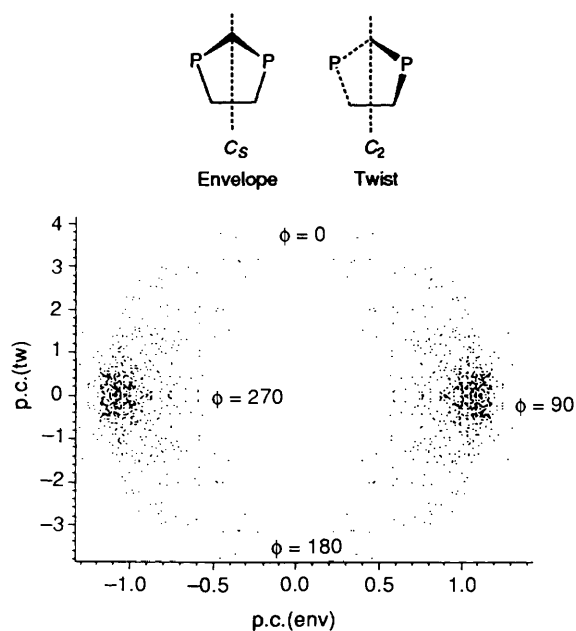 P P
P P
C_S
C_2
Envelope
Twist
4
3
2
1
0
−1
−2
−3
p.c.(tw)
ϕ = 0
ϕ = 270
ϕ = 90
ϕ = 180
−1.0 −0.5 0.0 0.5 1.0
p.c.(env)